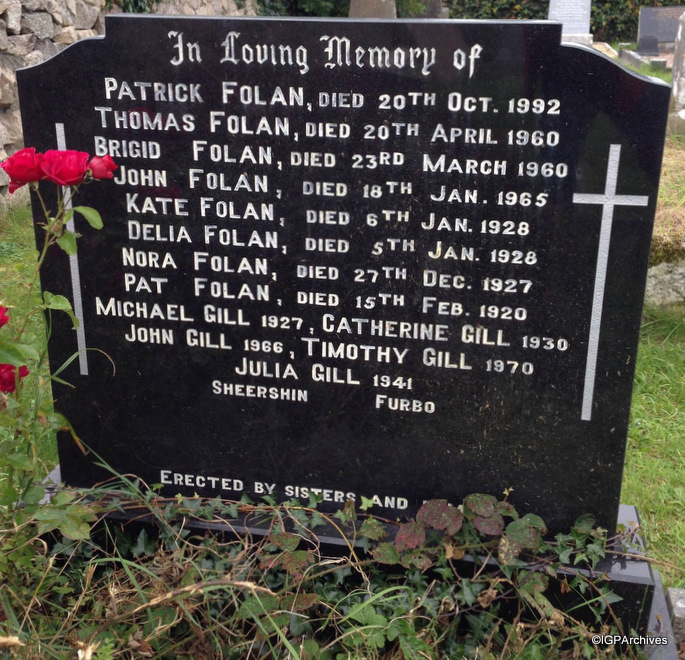 In Loving Memory of
PATRICK FOLAN, DIED 20TH OCT. 1992
THOMAS FOLAN, DIED 20TH APRIL 1960
BRIGID FOLAN, DIED 23RD MARCH 1960
JOHN FOLAN, DIED 18TH JAN. 1965
KATE FOLAN, DIED 6TH JAN. 1928
DELIA FOLAN, DIED 5TH JAN. 1928
NORA FOLAN, DIED 27TH DEC. 1927
PAT FOLAN, DIED 15TH FEB. 1920
MICHAEL GILL 1927, CATHERINE GILL 1930
JOHN GILL 1966, TIMOTHY GILL 1970
JULIA GILL 1941
SHEERSHIN FURBO
ERECTED BY SISTERS AND
©IGPArchives